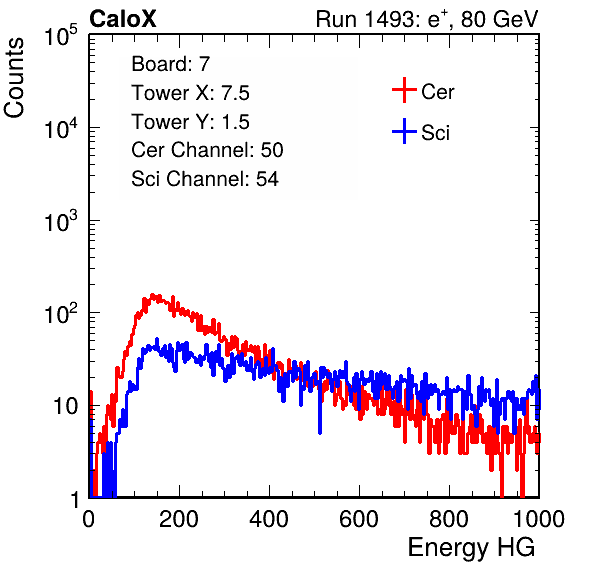 CaloX Run 1493: e⁺, 80 GeV
Counts
Board: 7
Tower X: 7.5
Tower Y: 1.5
Cer Channel: 50
Sci Channel: 54
Cer
Sci
10⁵
10⁴
10³
10²
10
1
0 200 400 600 800 1000
Energy HG